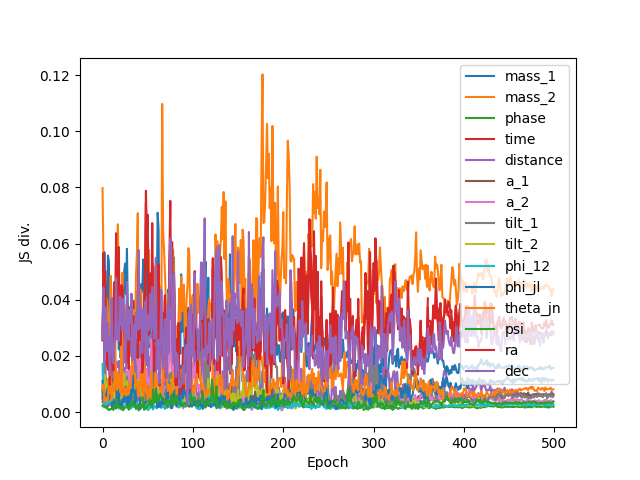 0.12
0.10
0.08
0.06
0.04
0.02
0.00
JS div.
0
100
200
300
400
500
Epoch
mass_1
mass_2
phase
time
distance
a_1
a_2
tilt_1
tilt_2
phi_12
phi_jl
theta_jn
psi
ra
dec